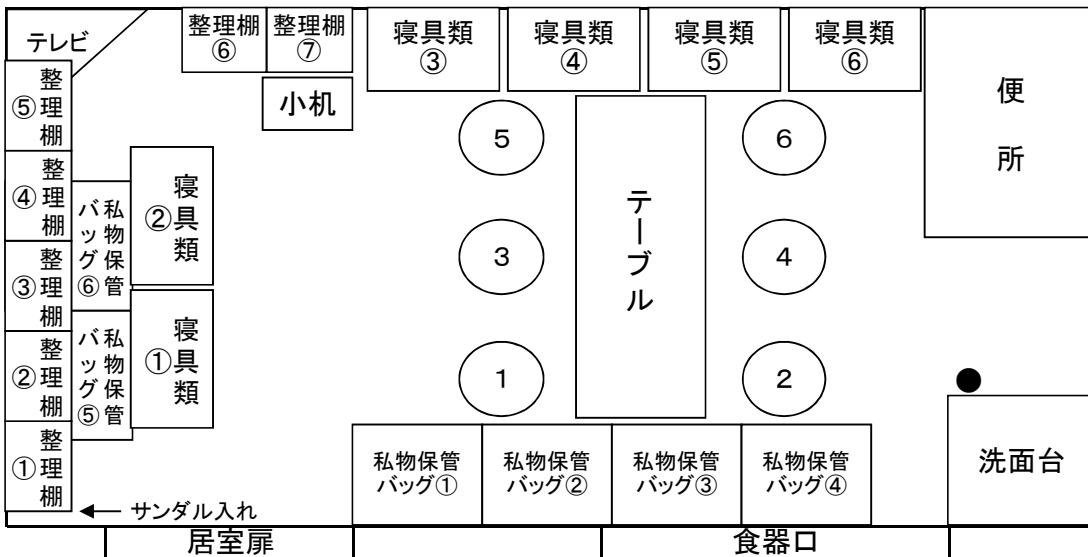 テレビ
整理棚
⑥
整理棚
⑦
寝具類
③
寝具類
④
寝具類
⑤
寝具類
⑥
便所
小机
⑤整理棚
④整理棚
③整理棚
②整理棚
①整理棚
私物保管
バッグ⑥
私物保管
バッグ⑤
寝具類
②
寝具類
①
5
6
3
4
1
2
テーブル
私物保管
バッグ①
私物保管
バッグ②
私物保管
バッグ③
私物保管
バッグ④
洗面台
サンダル入れ
居室扉
食器口